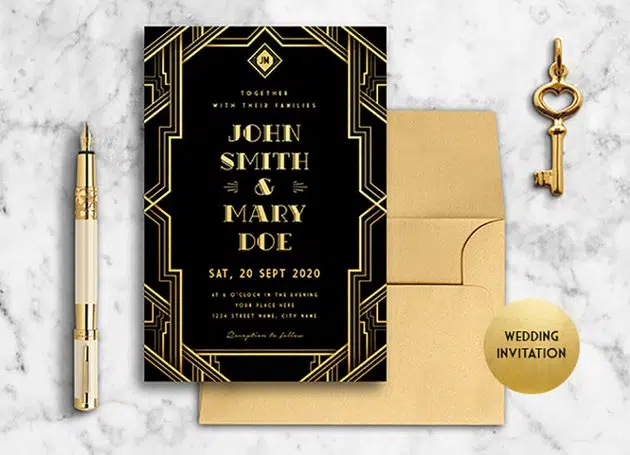 JM
TOGETHER
WITH THEIR FAMILIES
JOHN
SMITH
&
MARY
DOE
SAT, 20 SEPT 2020
AT 6 O'CLOCK IN THE EVENING
YOUR PLACE HERE
1234 STREET NAME, CITY NAME
Reception to follow
WEDDING
INVITATION